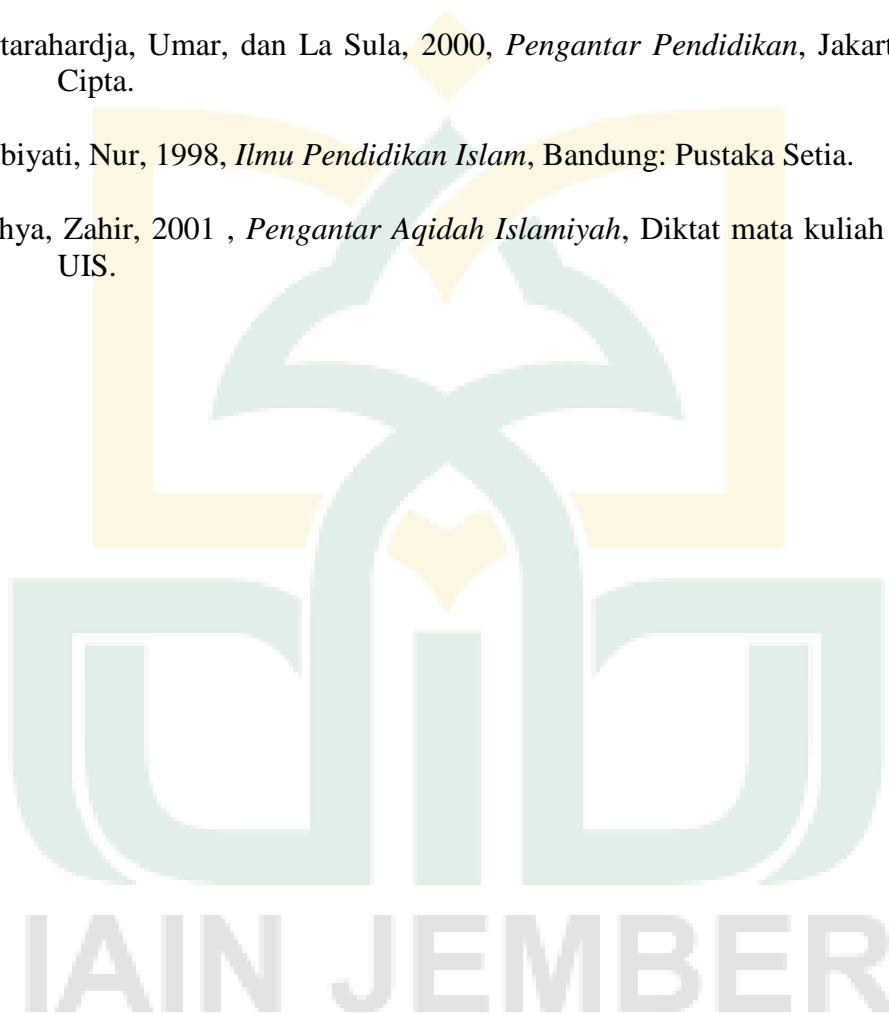 tarahardja, Umar, dan La Sula, 2000, Pengantar Pendidikan, Jakart
Cipta.
biyati, Nur, 1998, Ilmu Pendidikan Islam, Bandung: Pustaka Setia.
hya, Zahir, 2001 , Pengantar Aqidah Islamiyah, Diktat mata kuliah
UIS.
IAIN JEMBER